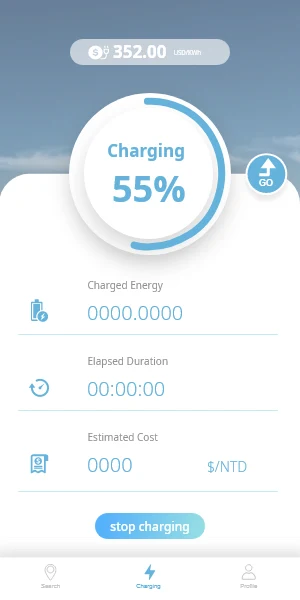 352.00 USD/KWh
Charging
55%
GO
Charged Energy
0000.0000
Elapsed Duration
00:00:00
Estimated Cost
0000 $/NTD
stop charging
Search Charging Profile